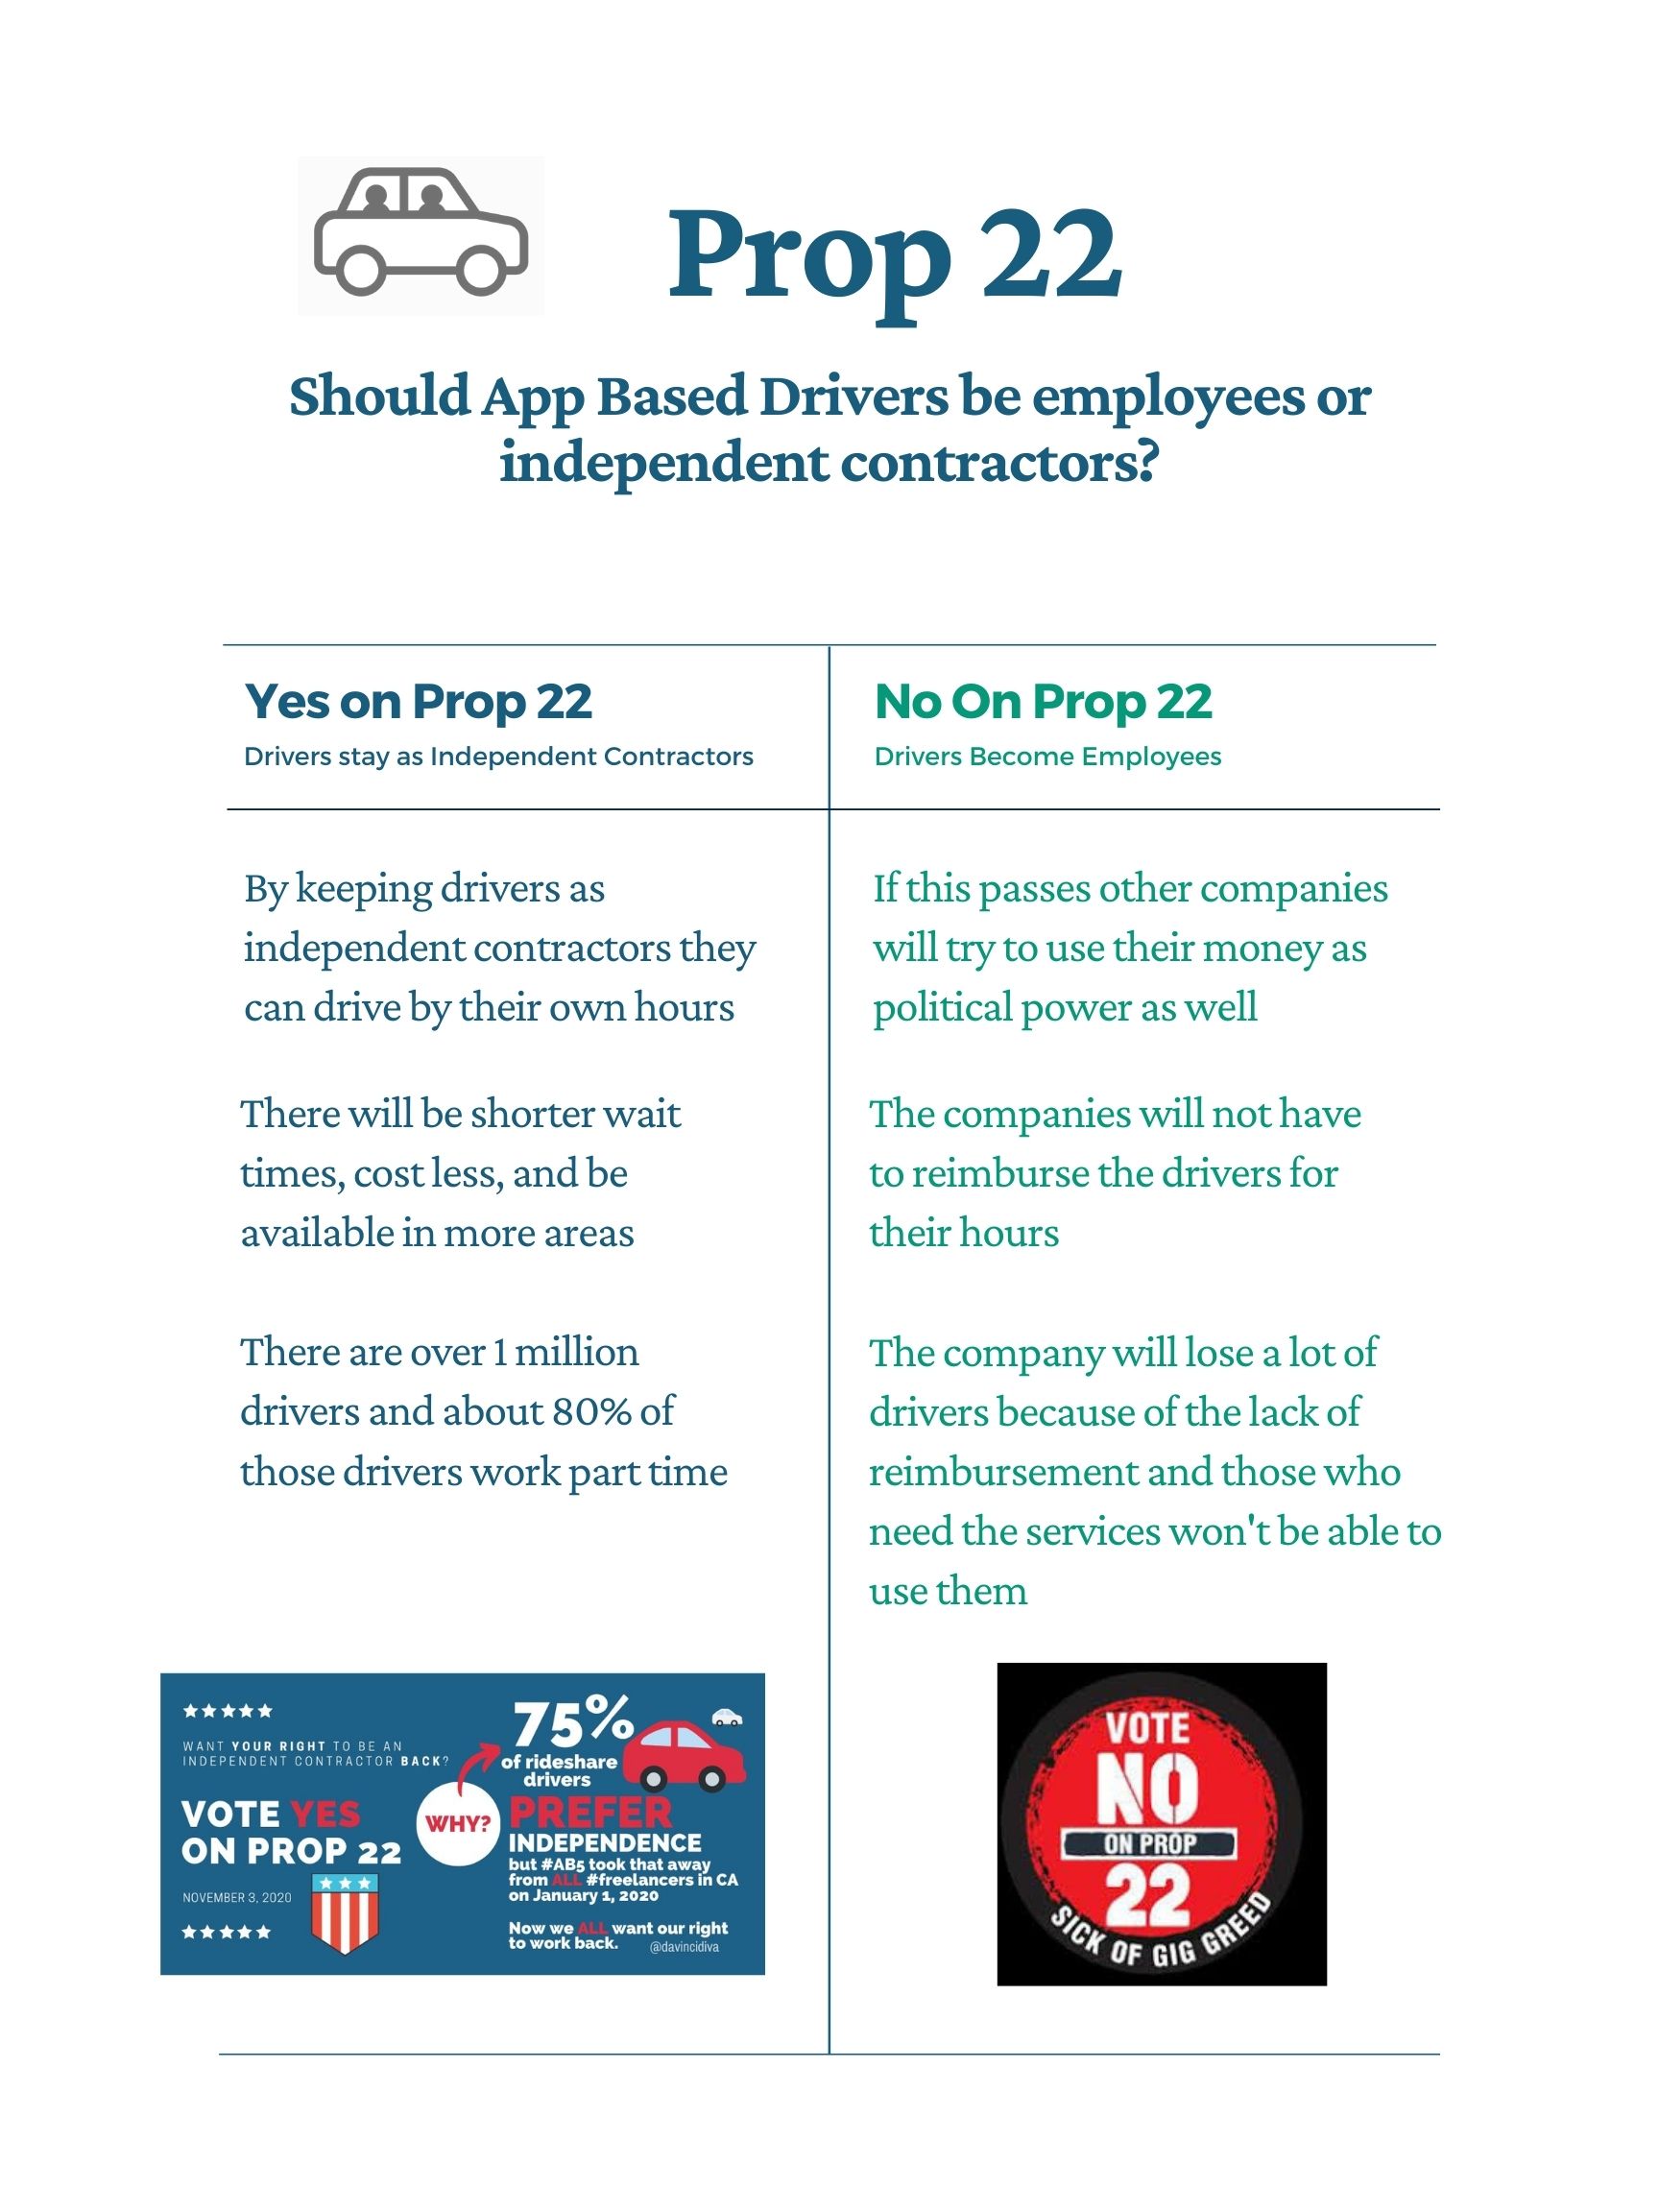 Prop 22
Should App Based Drivers be employees or
independent contractors?
Yes on Prop 22
Drivers stay as Independent Contractors
By keeping drivers as
independent contractors they
can drive by their own hours
There will be shorter wait
times, cost less, and be
available in more areas
There are over 1 million
drivers and about 80% of
those drivers work part time
WANT YOUR RIGHT TO BE AN
INDEPENDENT CONTRACTOR BACK?
VOTE YES
ON PROP 22
NOVEMBER 3, 2020
WHY?
75%
of rideshare
drivers
PREFER
INDEPENDENCE
but #AB5 took that away
from ALL #freelancers in CA
on January 1, 2020
Now we ALL want our right
to work back.
@davincidiva
No On Prop 22
Drivers Become Employees
If this passes other companies
will try to use their money as
political power as well
The companies will not have
to reimburse the drivers for
their hours
The company will lose a lot of
drivers because of the lack of
reimbursement and those who
need the services won't be able to
use them
VOTE
NO
ON PROP
22
SICK OF GIG GREED